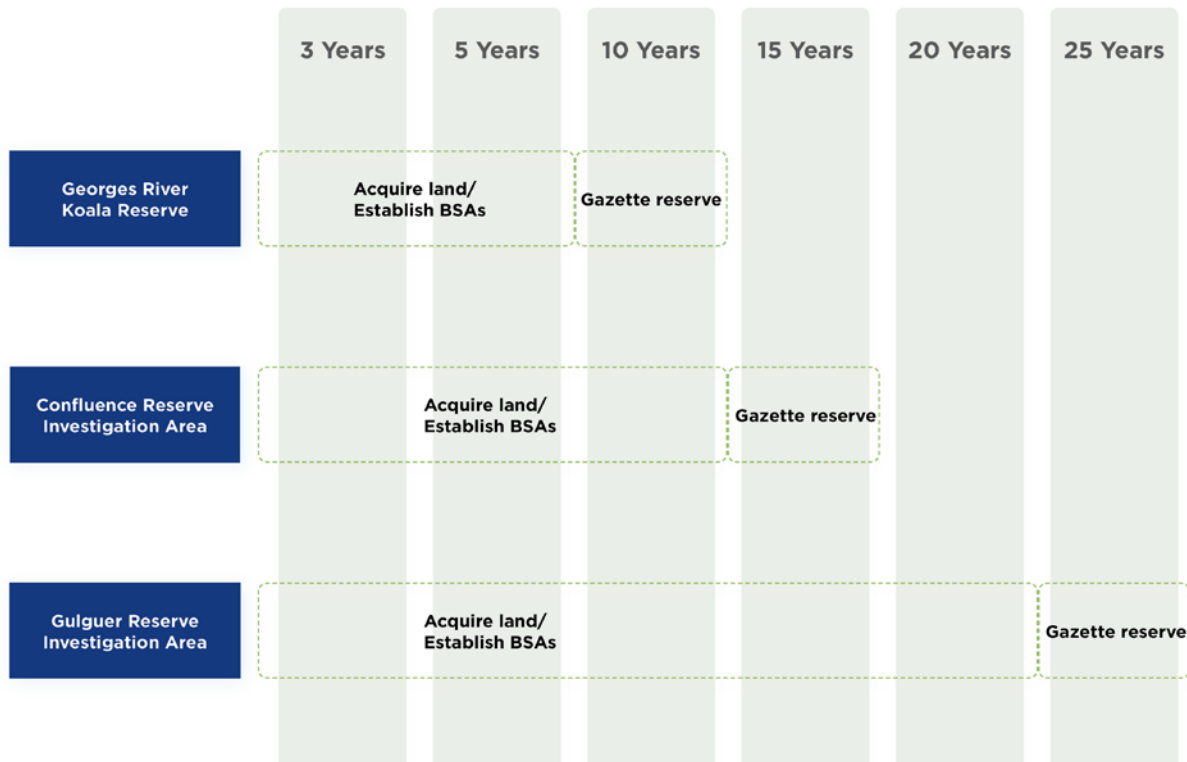 3 Years 5 Years 10 Years 15 Years 20 Years 25 Years
Georges River
Koala Reserve
Acquire land/
Establish BSAs
Gazette reserve
Confluence Reserve
Investigation Area
Acquire land/
Establish BSAs
Gazette reserve
Gulguer Reserve
Investigation Area
Acquire land/
Establish BSAs
Gazette reserve